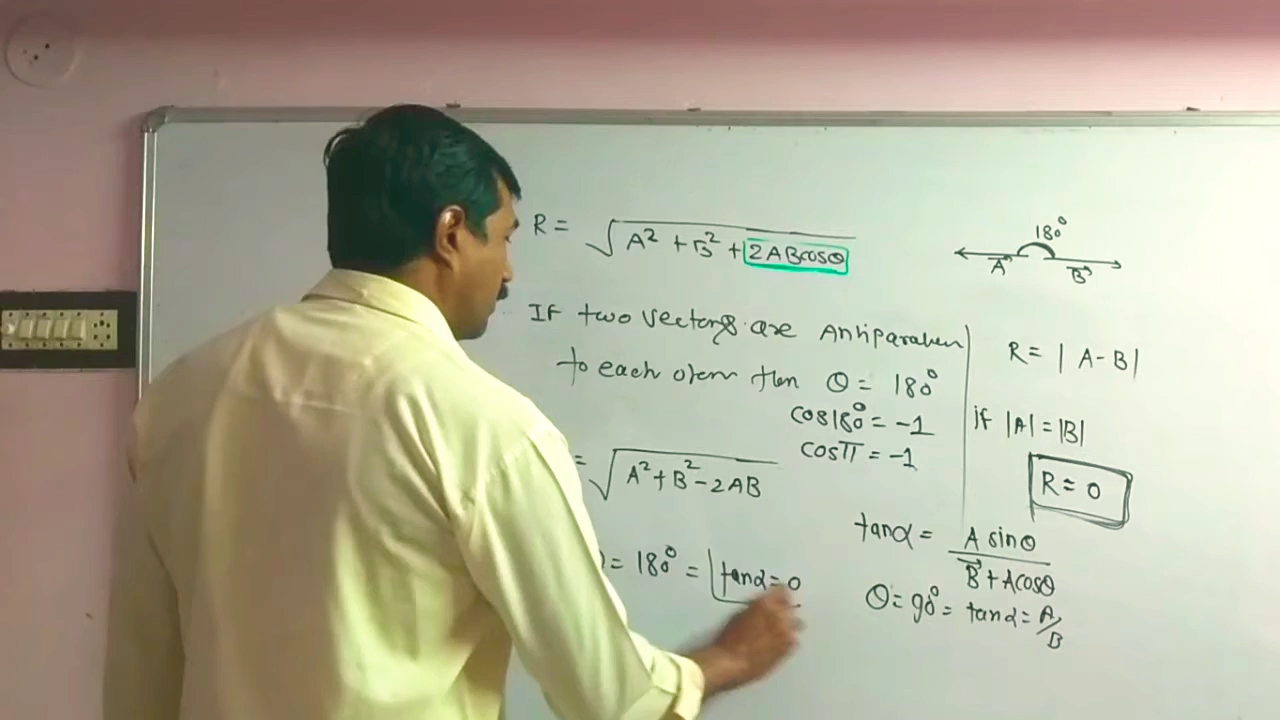 R = √A² + B² + 2ABcosθ
180°
A B
If two vectors are Antiparallel
to each other then θ = 180°
cos180° = -1
cosπ = -1
= √A² + B² - 2AB
= 180° = tanα = 0
R = |A - B|
if |A| = |B|
R = 0
tanα = A sinθ
B + A cosθ
θ = 90° = tanα = A/B